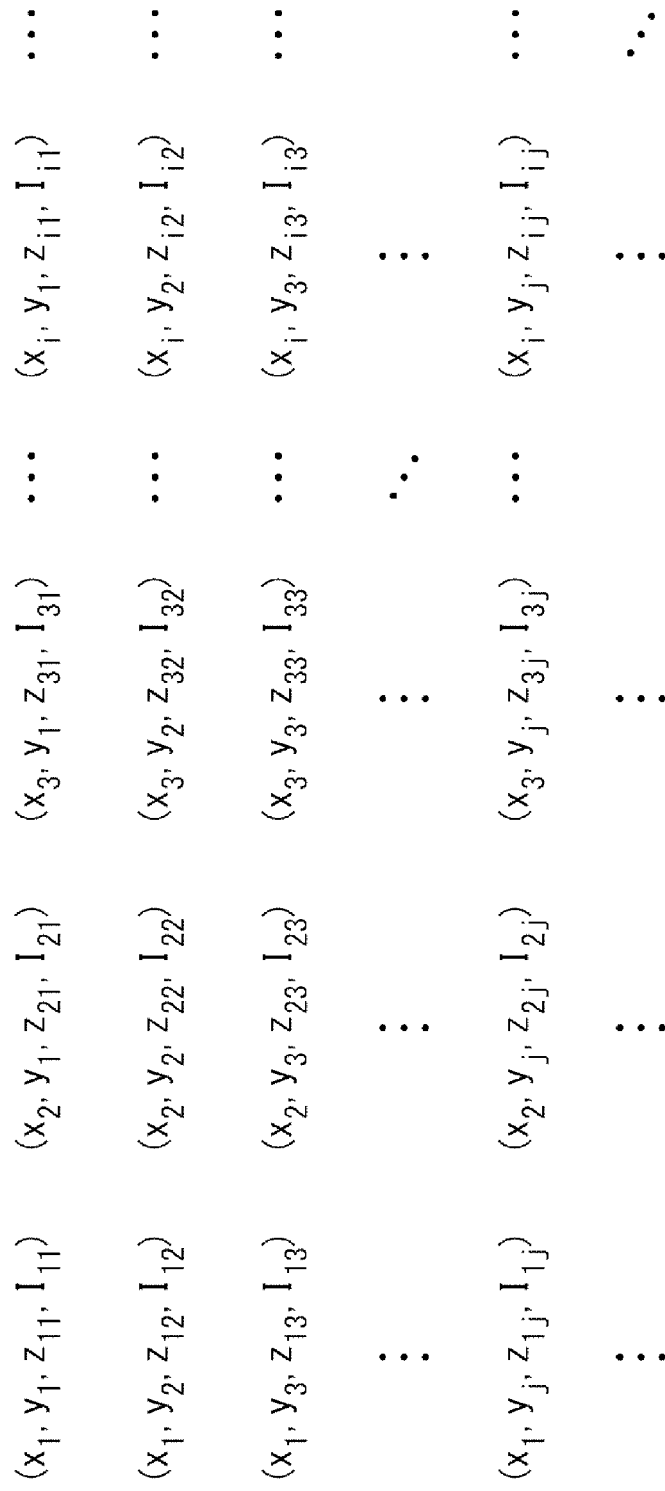 (x₁, y₁, z₁₁, I₁₁) (x₂, y₁, z₂₁, I₂₁) (x₃, y₁, z₃₁, I₃₁) ⋯ (xᵢ, y₁, zᵢ₁, Iᵢ₁) ⋯
(x₁, y₂, z₁₂, I₁₂) (x₂, y₂, z₂₂, I₂₂) (x₃, y₂, z₃₂, I₃₂) ⋯ (xᵢ, y₂, zᵢ₂, Iᵢ₂) ⋯
(x₁, y₃, z₁₃, I₁₃) (x₂, y₃, z₂₃, I₂₃) (x₃, y₃, z₃₃, I₃₃) ⋯ (xᵢ, y₃, zᵢ₃, Iᵢ₃) ⋯
⋮ ⋮ ⋮ ⋱ ⋮
(x₁, yⱼ, z₁ⱼ, I₁ⱼ) (x₂, yⱼ, z₂ⱼ, I₂ⱼ) (x₃, yⱼ, z₃ⱼ, I₃ⱼ) ⋯ (xᵢ, yⱼ, zᵢⱼ, Iᵢⱼ) ⋯
⋮ ⋮ ⋮ ⋮ ⋱